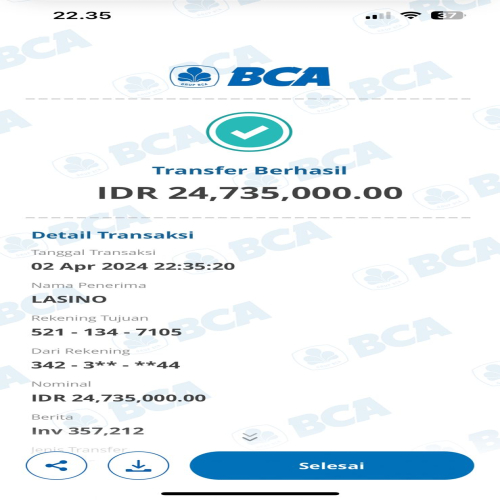 22.35
37
BCA
Transfer Berhasil
IDR 24,735,000.00
Detail Transaksi
Tanggal Transaksi
02 Apr 2024 22:35:20
Nama Penerima
LASINO
Rekening Tujuan
521 - 134 - 7105
Dari Rekening
342 - 3** - **44
Nominal
IDR 24,735,000.00
Berita
Inv 357,212
Jenis Transfer
Selesai